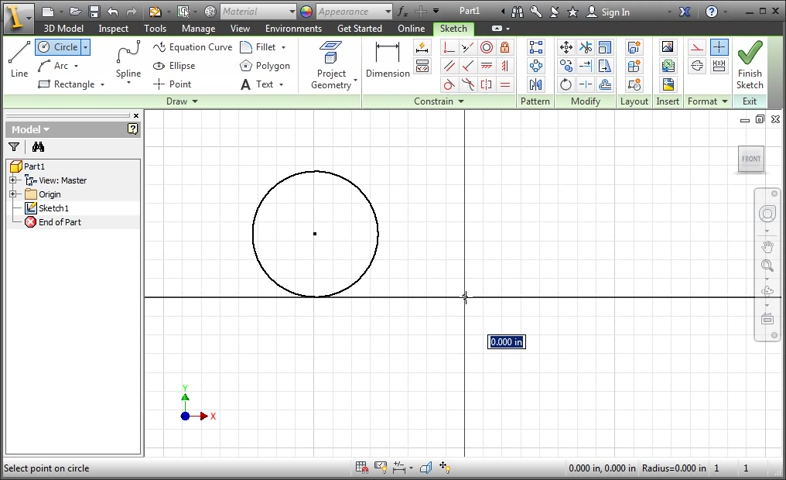 Material
Appearance
fx
Part1
Sign In
3D Model Inspect Tools Manage View Environments Get Started Online Sketch
Line
Circle
Arc
Rectangle
Spline
Equation Curve
Ellipse
Point
Fillet
Polygon
Text
Project
Geometry
Dimension
Finish
Sketch
Draw Constrain Pattern Modify Layout Insert Format Exit
Model
Part1
View: Master
Origin
Sketch1
End of Part
FRONT
0.000 in
Y
X
Select point on circle
0.000 in, 0.000 in Radius=0.000 in 1 1